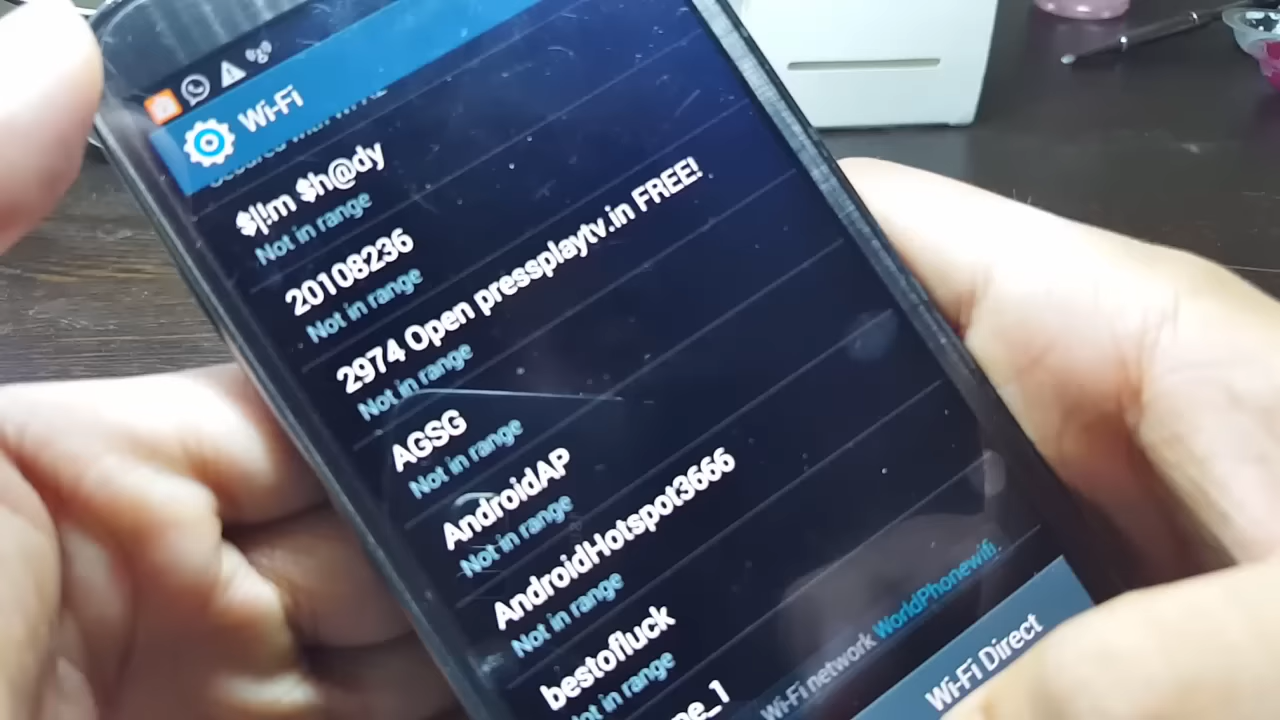 Wi-Fi
$|!m $h@dy
Not in range
20108236
Not in range
2974 Open pressplaytv.in FREE!
Not in range
AGSG
Not in range
AndroidAP
Not in range
AndroidHotspot3666
Not in range
bestofluck
Not in range
Wi-Fi network WorldPhonewifi
Wi-Fi Direct